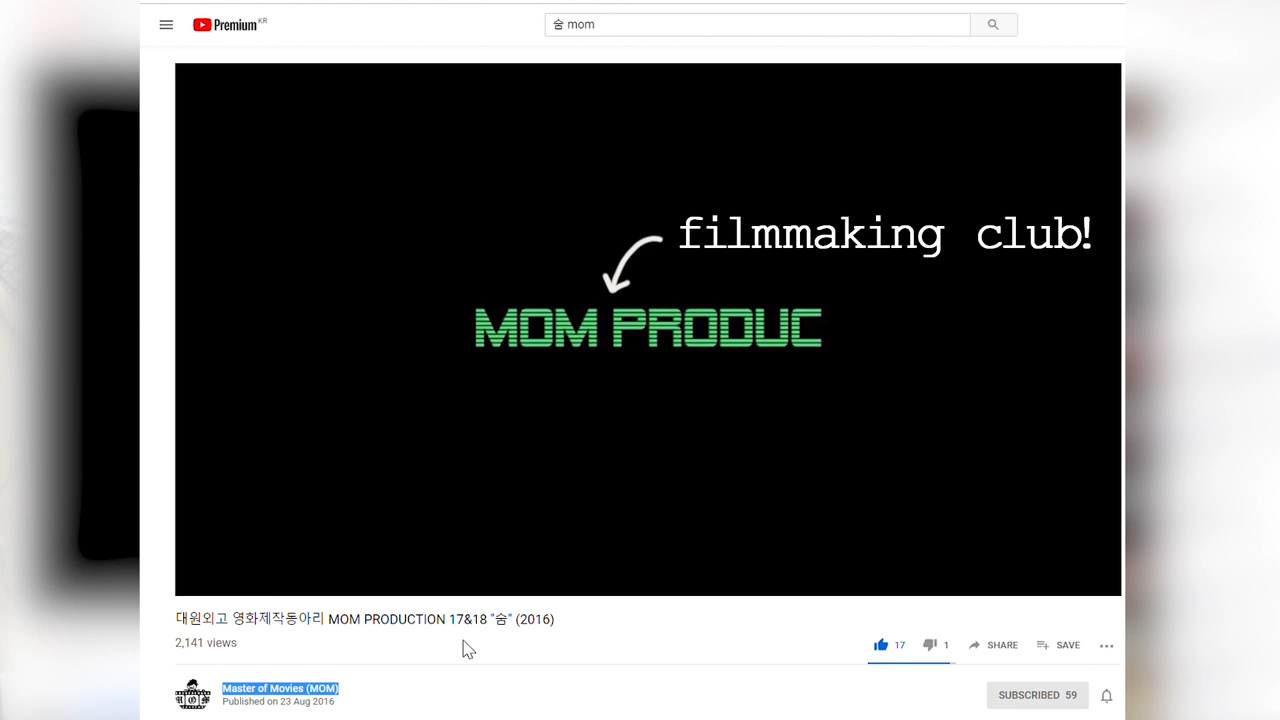 Premium KR
숨 mom
filmmaking club!
MOM PRODUC
대원외고 영화제작동아리 MOM PRODUCTION 17&18 "숨" (2016)
2,141 views
17
1
SHARE
SAVE
MOM
Master of Movies (MOM)
Published on 23 Aug 2016
SUBSCRIBED 59